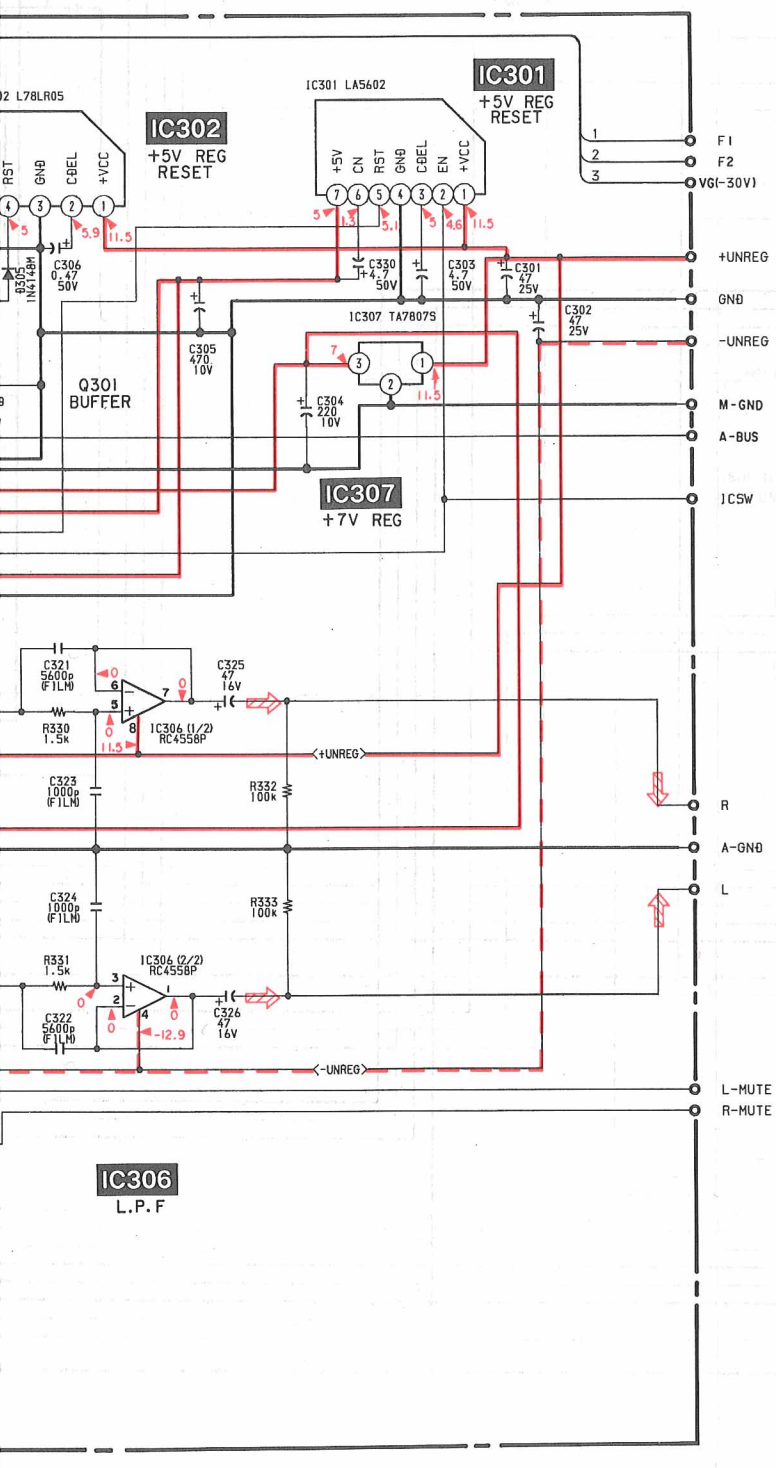 L78LR05
IC302
+5V REG
RESET
IC301 LA5602
IC301
+5V REG
RESET
RST
GND
CDEL
+VCC
4
3
2
1
5
5.9
11.5
+5V
CN
RST
GND
CDEL
EN
+VCC
7
6
5
4
3
2
1
5
1.3
5.1
5
4.6
11.5
1
2
3
F1
F2
VG(-30V)
+UNREG
GND
-UNREG
M-GND
A-BUS
ICSW
D305
1N4148M
C306
0.47
50V
C330
4.7
50V
C303
4.7
50V
C301
47
25V
C302
47
25V
C305
470
10V
IC307 TA7807S
7
3
1
2
11.5
Q301
BUFFER
C304
220
10V
IC307
+7V REG
C321
5600p
(FILM)
0
6
-
7
0
5
+
0
8
11.5
R330
1.5k
IC306 (1/2)
RC4558P
C325
47
16V
+UNREG
C323
1000p
(FILM)
R332
100k
R
A-GND
L
C324
1000p
(FILM)
R333
100k
R331
1.5k
IC306 (2/2)
RC4558P
3
+
1
2
-
0
0
0
4
-12.9
C322
5600p
(FILM)
C326
47
16V
-UNREG
L-MUTE
R-MUTE
IC306
L.P.F